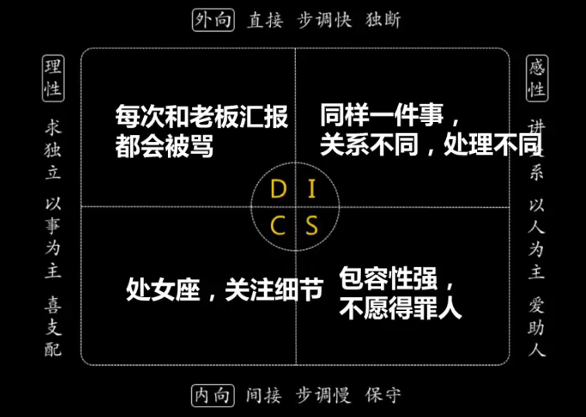 外向 直接 步调快 独断
理性 求独立 以事为主 喜支配
每次和老板汇报
都会被骂
同样一件事，
关系不同，处理不同
感性 讲关系 以人为主 爱助人
D I
C S
处女座，关注细节
包容性强，
不愿得罪人
内向 间接 步调慢 保守